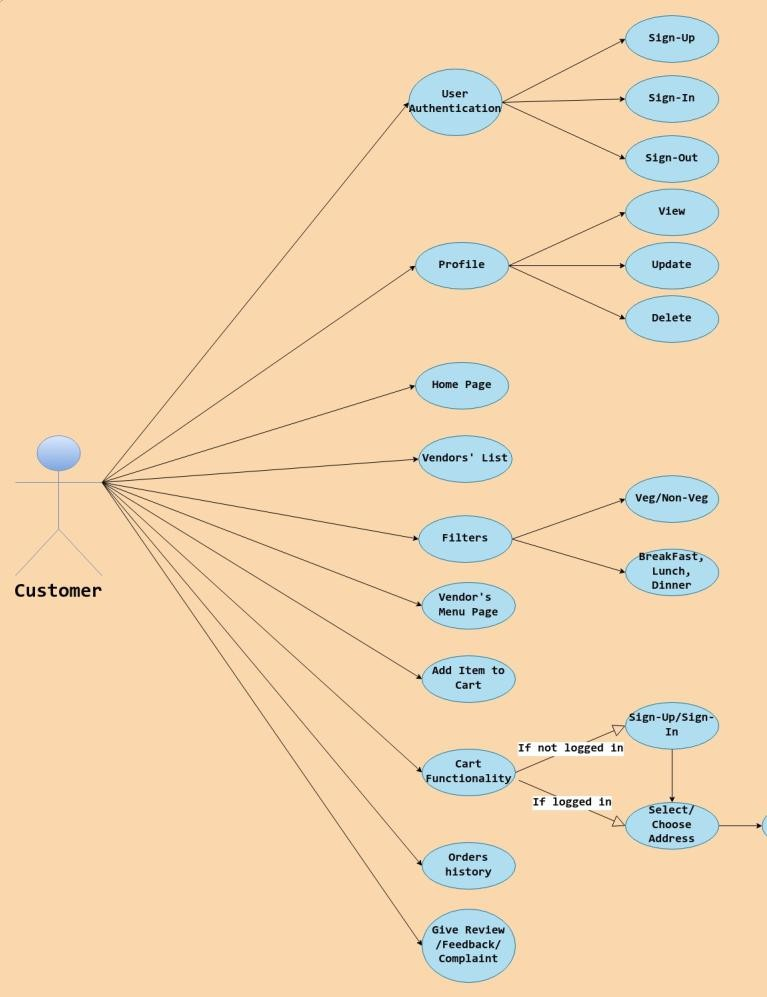 Sign-Up
User
Authentication
Sign-In
Sign-Out
View
Profile
Update
Delete
Home Page
Vendors' List
Veg/Non-Veg
Filters
BreakFast,
Lunch,
Dinner
Customer
Vendor's
Menu Page
Add Item to
Cart
Sign-Up/Sign-
In
If not logged in
Cart
Functionality
If logged in
Select/
Choose
Address
Orders
history
Give Review
/Feedback/
Complaint